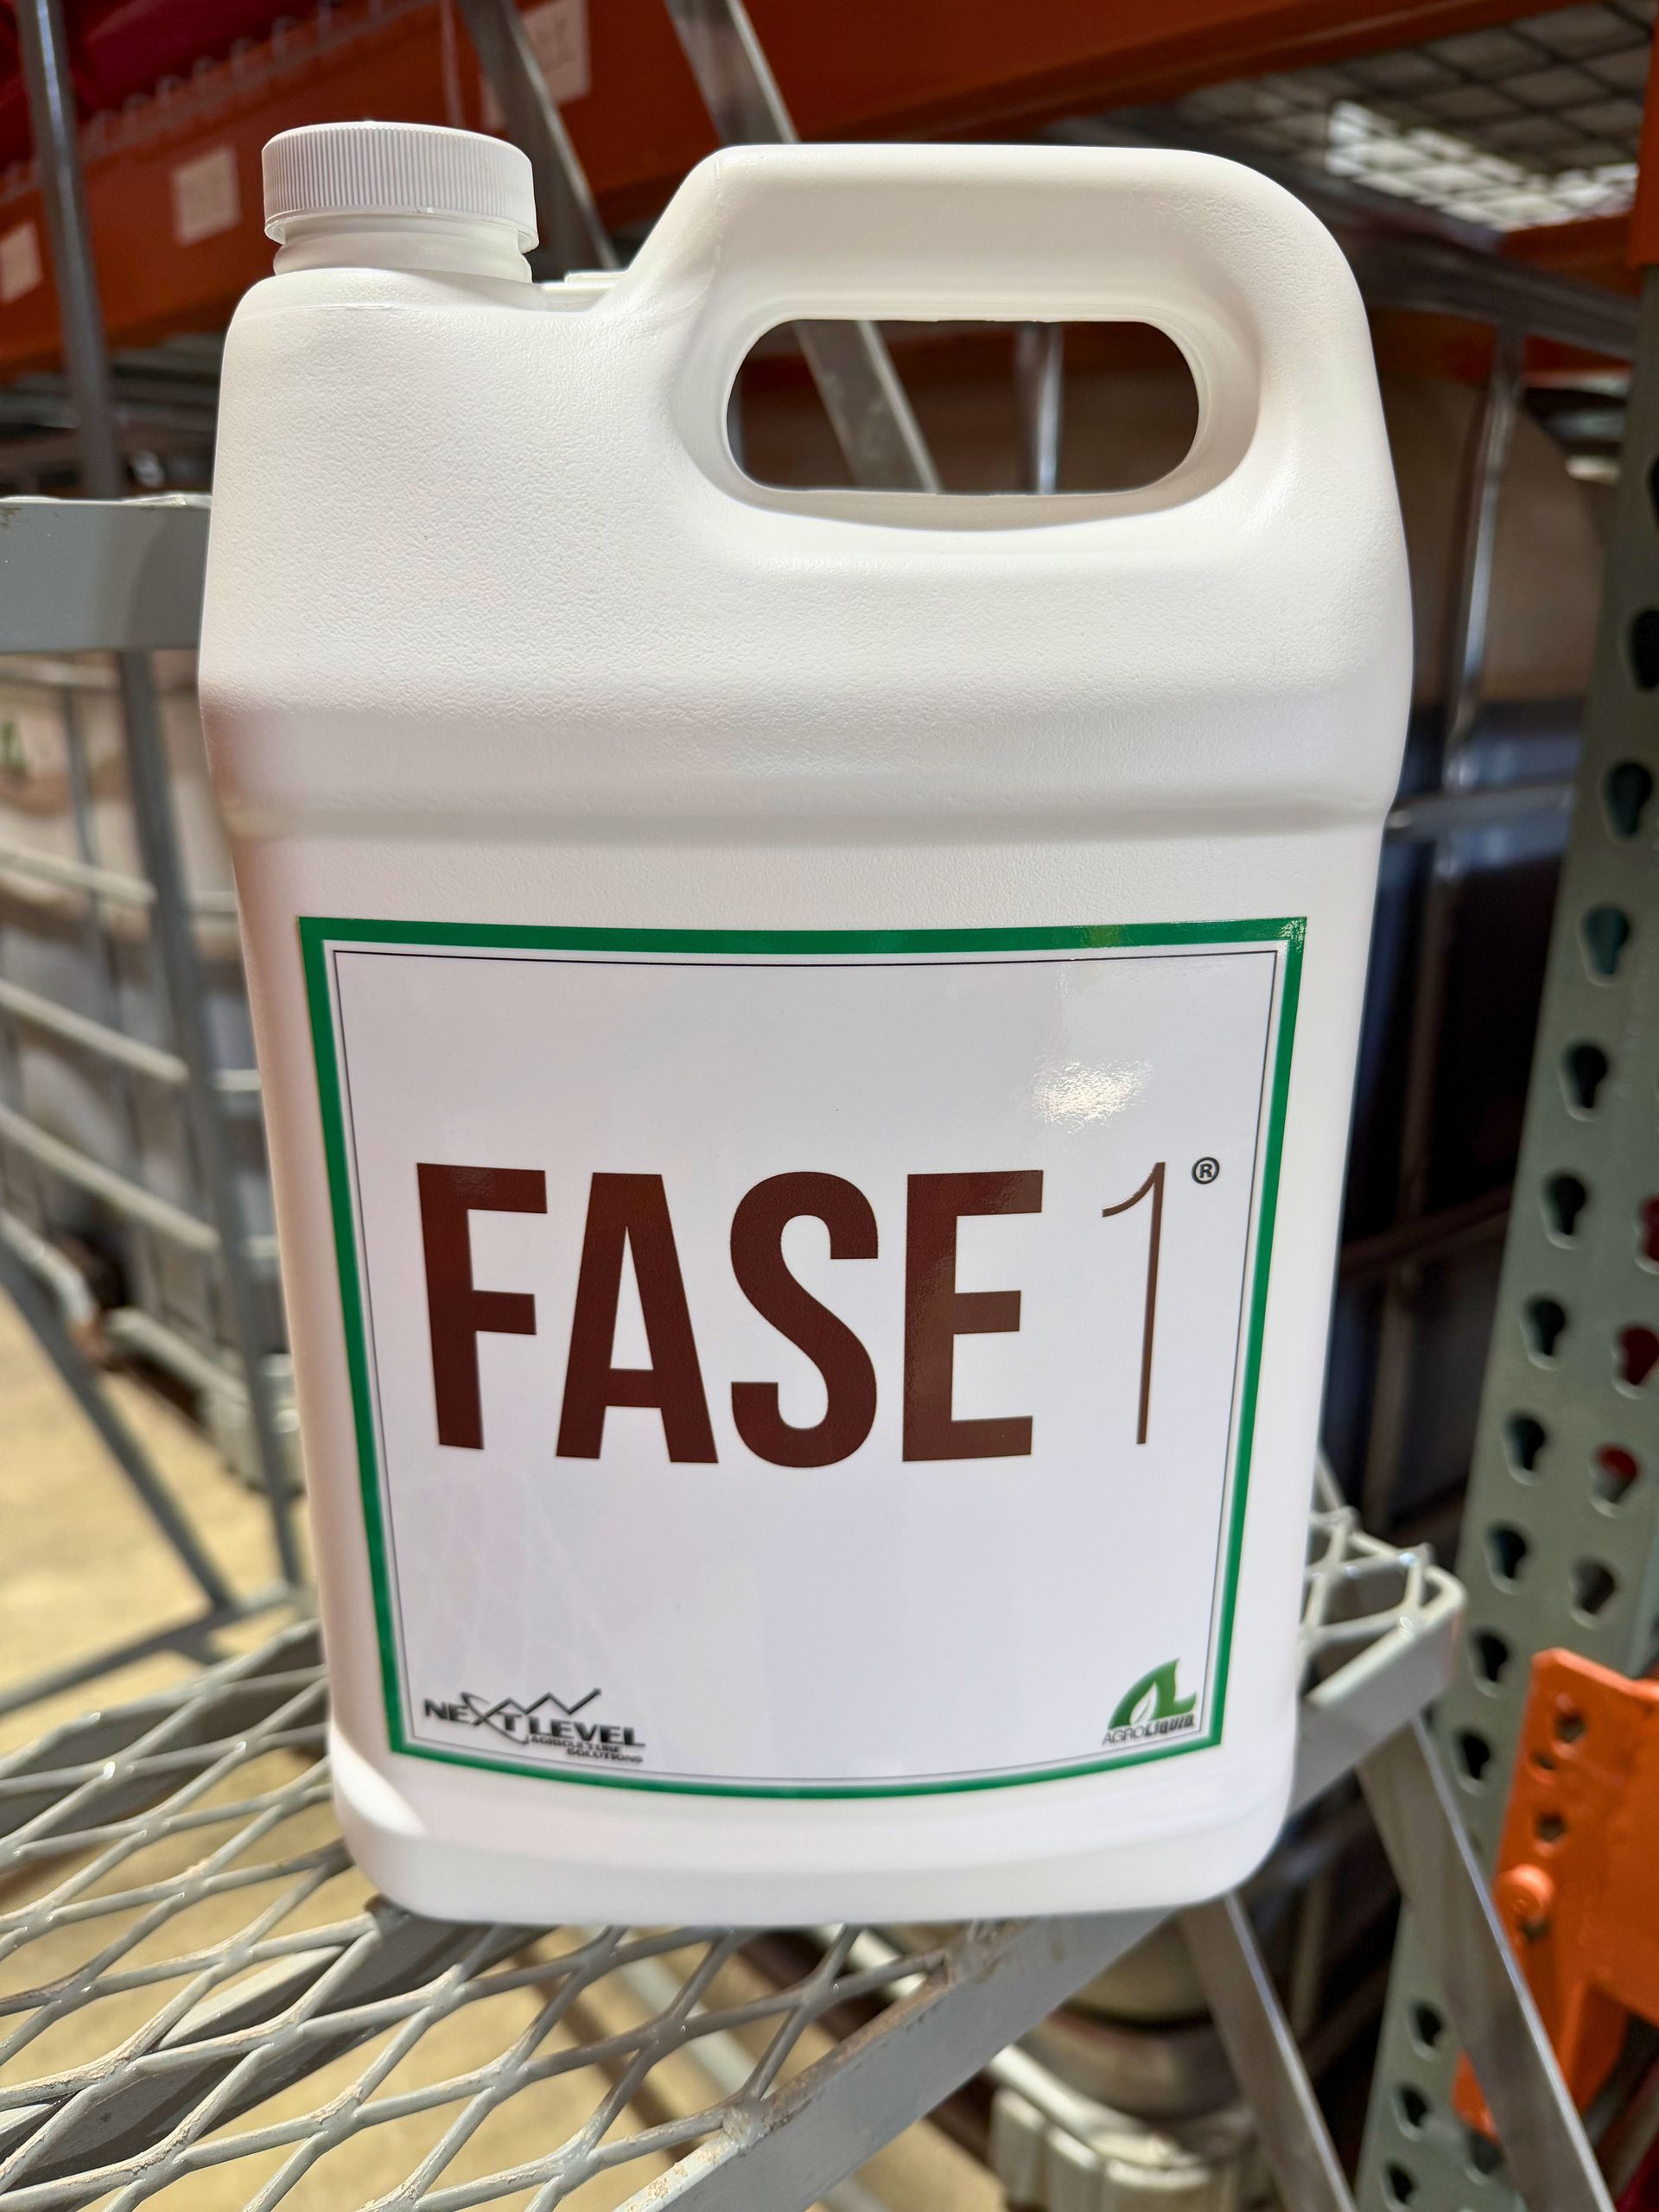 FASE 1®
NEXT LEVEL
AGRICULTURE
SOLUTIONS
AGROLIQUID